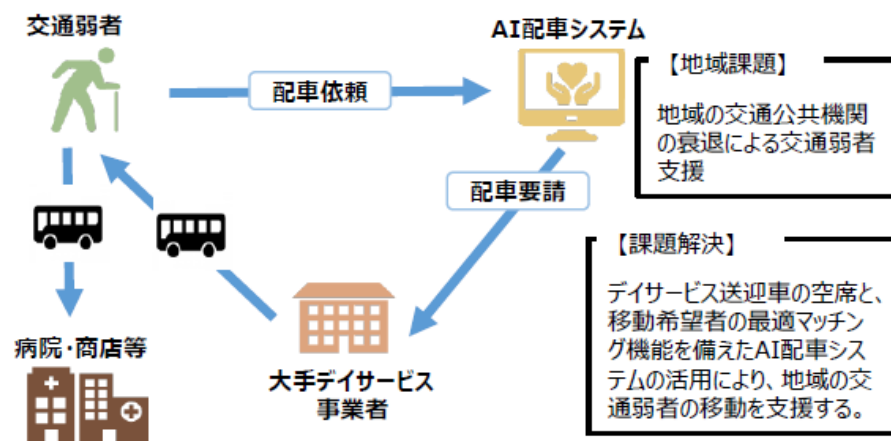 交通弱者
AI配車システム
配車依頼
【地域課題】
地域の交通公共機関
の衰退による交通弱者
支援
配車要請
【課題解決】
デイサービス送迎車の空席と、
移動希望者の最適マッチン
グ機能を備えたAI配車シス
テムの活用により、地域の交
通弱者の移動を支援する。
病院・商店等
大手デイサービス
事業者